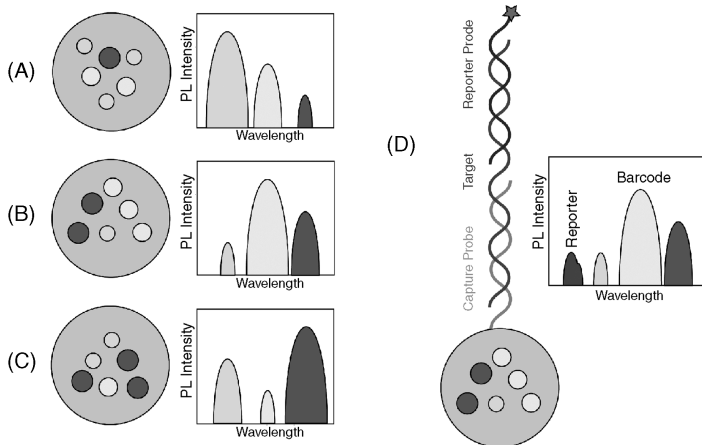 (A)
PL Intensity
Wavelength
(B)
PL Intensity
Wavelength
(C)
PL Intensity
Wavelength
(D)
Reporter Prode
Target
Capture Probe
PL Intensity
Reporter
Barcode
Wavelength